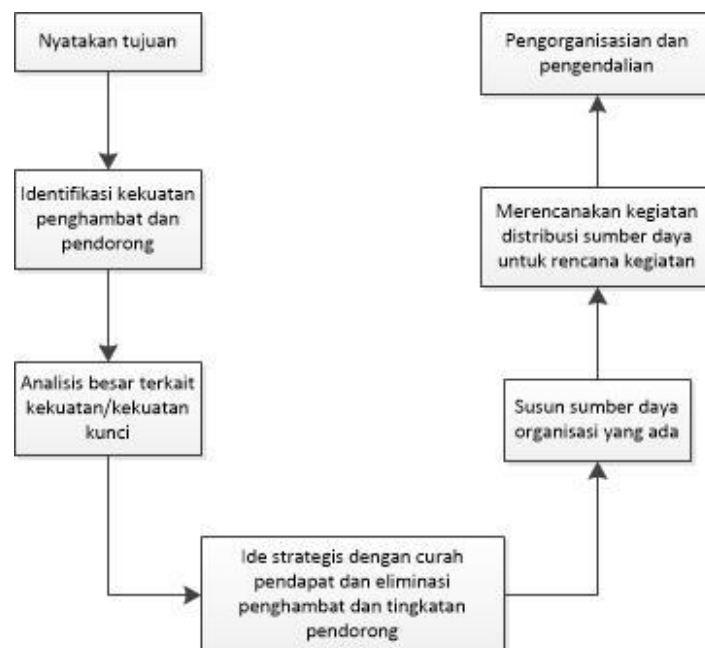 Nyatakan tujuan
Identifikasi kekuatan
penghambat dan
pendorong
Analisis besar terkait
kekuatan/kekuatan
kunci
Ide strategis dengan curah
pendapat dan eliminasi
penghambat dan tingkatan
pendorong
Susun sumber daya
organisasi yang ada
Merencanakan kegiatan
distribusi sumber daya
untuk rencana kegiatan
Pengorganisasian dan
pengendalian